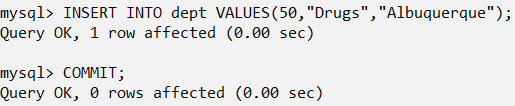 mysql> INSERT INTO dept VALUES(50,"Drugs","Albuquerque");
Query OK, 1 row affected (0.00 sec)
mysql> COMMIT;
Query OK, 0 rows affected (0.00 sec)